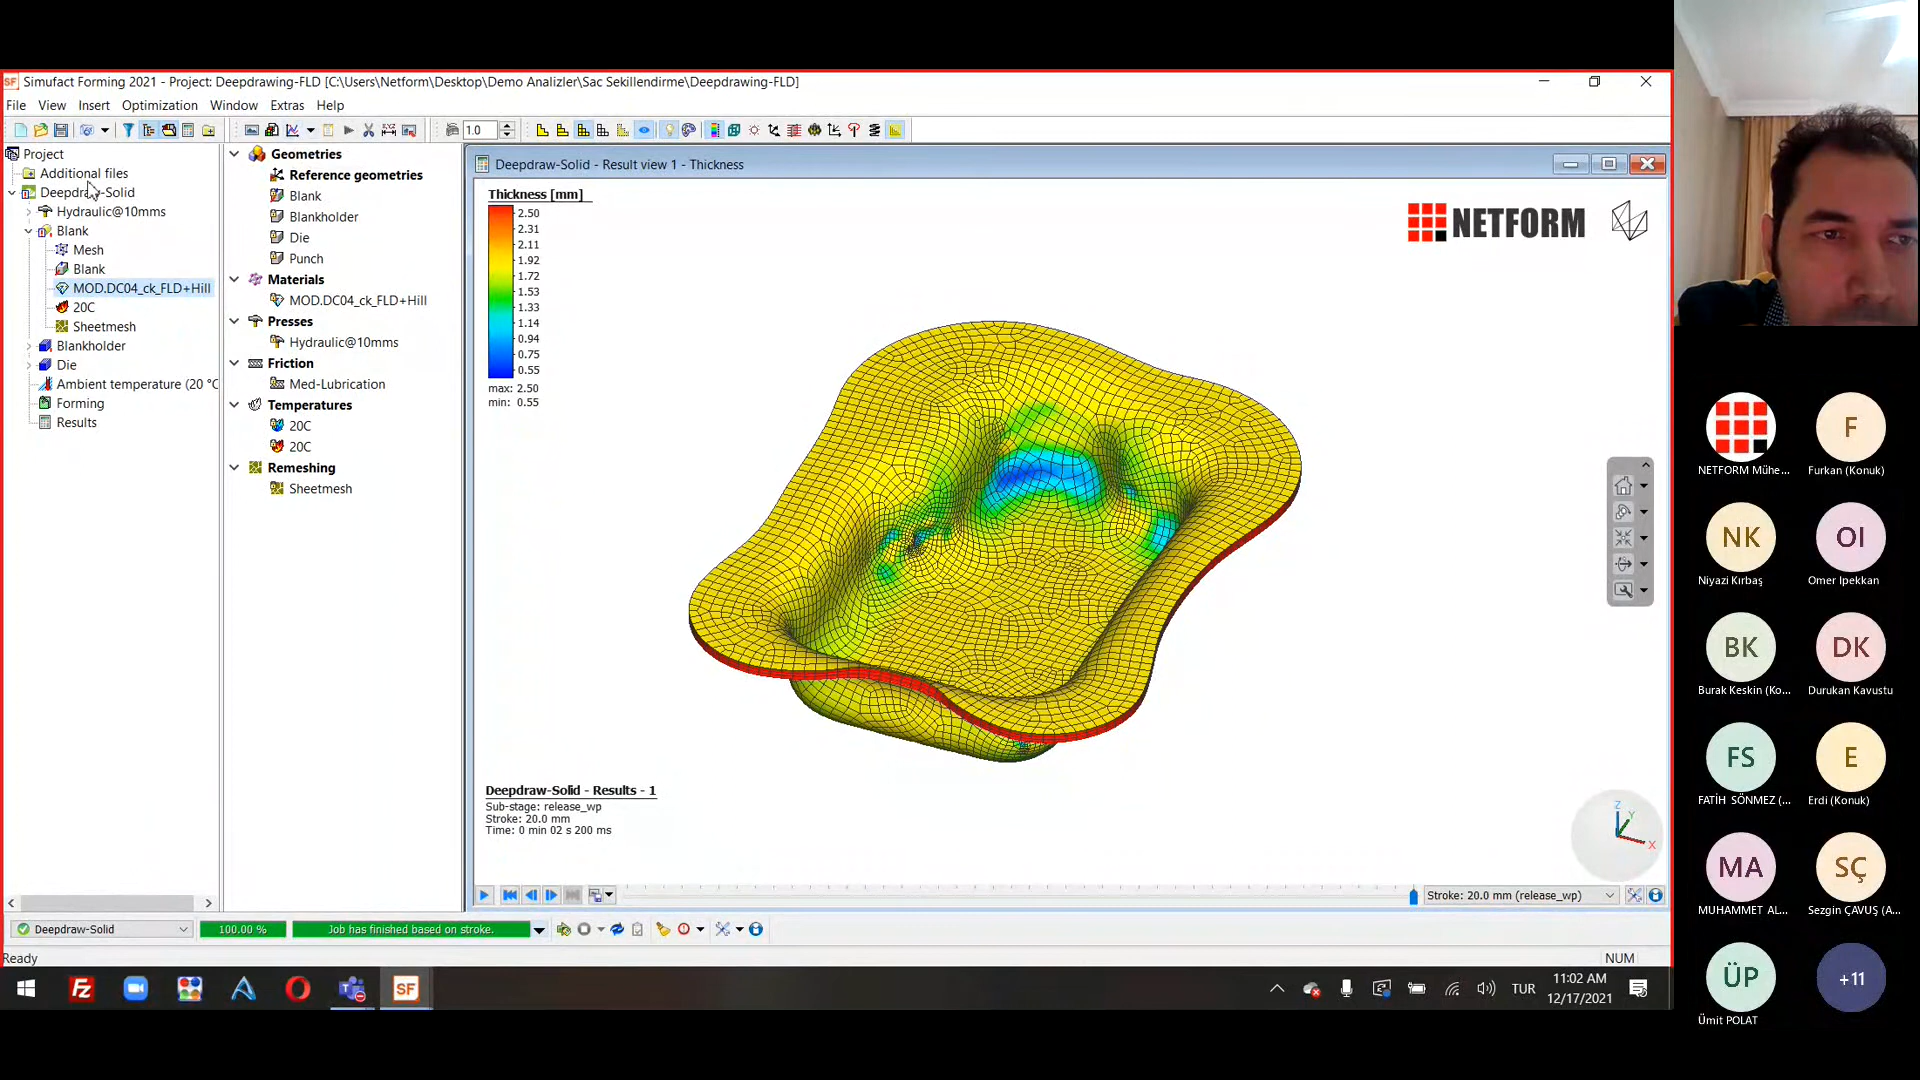 Simufact Forming 2021 - Project: Deepdrawing-FLD [C:\Users\Netform\Desktop\Demo Analizler\Sac Sekillendirme\Deepdrawing-FLD]
File View Insert Optimization Window Extras Help
1.0
Project
Additional files
Deepdraw-Solid
Hydraulic@10mms
Blank
Mesh
Blank
MOD.DC04_ck_FLD+Hill
20C
Sheetmesh
Blankholder
Die
Ambient temperature (20 °C
Forming
Results
Geometries
Reference geometries
Blank
Blankholder
Die
Punch
Materials
MOD.DC04_ck_FLD+Hill
Presses
Hydraulic@10mms
Friction
Med-Lubrication
Temperatures
20C
20C
Remeshing
Sheetmesh
Deepdraw-Solid - Result view 1 - Thickness
Thickness [mm]
2.50
2.31
2.11
1.92
1.72
1.53
1.33
1.14
0.94
0.75
0.55
max: 2.50
min: 0.55
NETFORM
Deepdraw-Solid - Results - 1
Sub-stage: release_wp
Stroke: 20.0 mm
Time: 0 min 02 s 200 ms
Z
Y
X
Stroke: 20.0 mm (release_wp)
Deepdraw-Solid
100.00 %
Job has finished based on stroke.
Ready
NUM
TUR
11:02 AM
12/17/2021
NETFORM Mühe...
F
Furkan (Konuk)
NK
Niyazi Kırbaş
OI
Omer Ipekkan
BK
Burak Keskin (Ko...
DK
Durukan Kavustu
FS
FATİH SÖNMEZ (...
E
Erdi (Konuk)
MA
MUHAMMET AL...
SÇ
Sezgin ÇAVUŞ (A...
ÜP
Ümit POLAT
+11